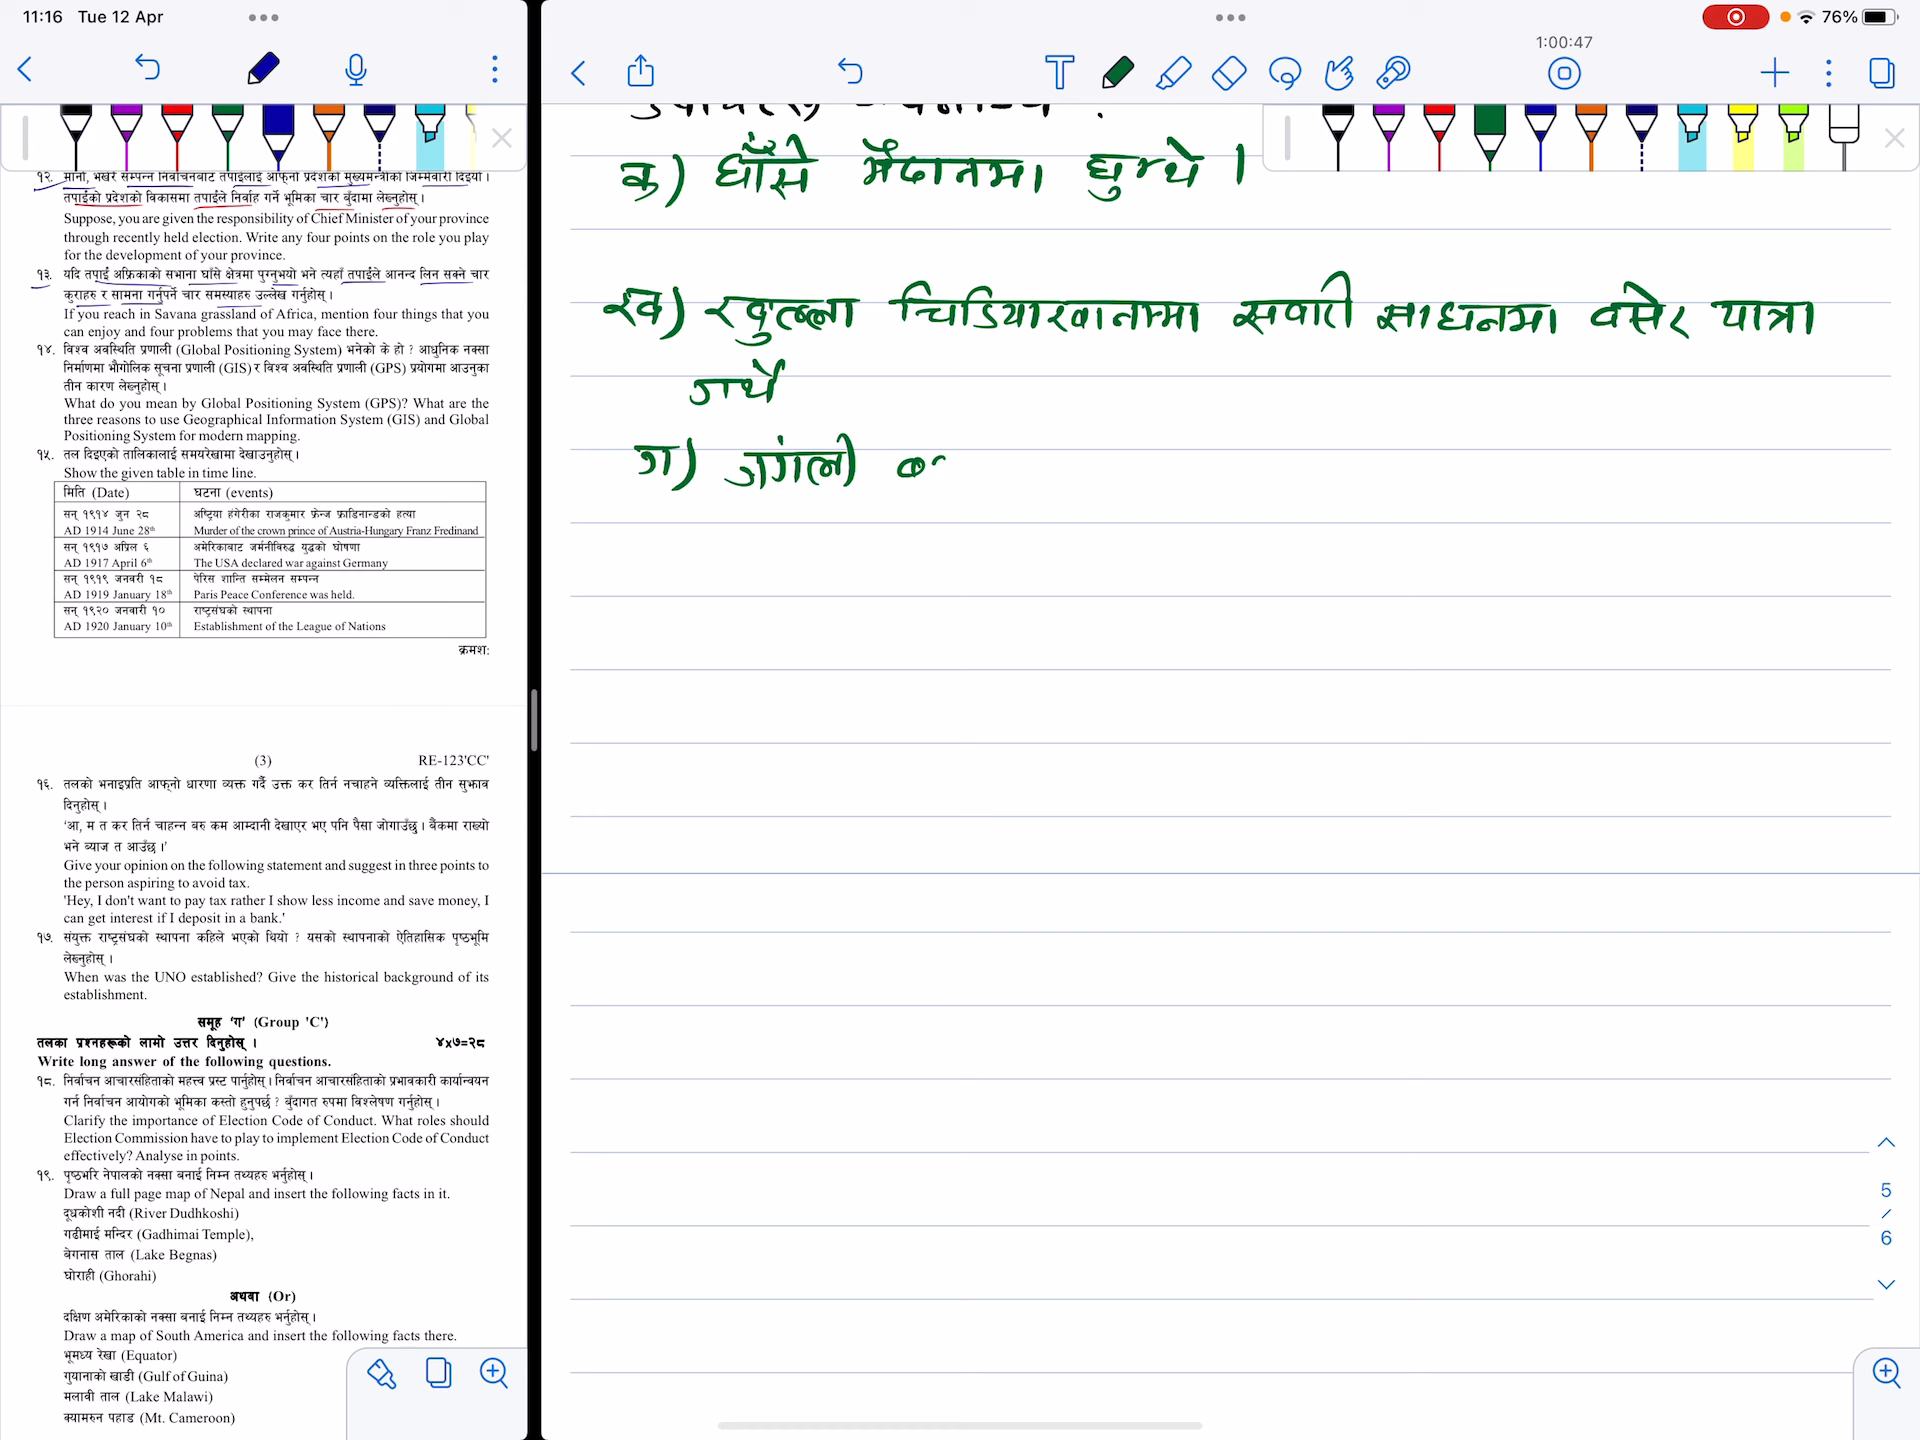 11:16 Tue 12 Apr
76%
1:00:47
१२. मानौं, भर्खरै सम्पन्न निर्वाचनबाट तपाईंलाई आफ्नो प्रदेशको मुख्यमन्त्रीको जिम्मेवारी दिइयो ।
तपाईंको प्रदेशको विकासमा तपाईंले निर्वाह गर्ने भूमिका चार बुँदामा लेख्नुहोस् ।
Suppose, you are given the responsibility of Chief Minister of your province
through recently held election. Write any four points on the role you play
for the development of your province.
१३. यदि तपाईं अफ्रिकाको सभाना घाँसे क्षेत्रमा पुग्नुभयो भने त्यहाँ तपाईंले आनन्द लिन सक्ने चार
कुराहरु र सामना गर्नुपर्ने चार समस्याहरु उल्लेख गर्नुहोस् ।
If you reach in Savana grassland of Africa, mention four things that you
can enjoy and four problems that you may face there.
१४. विश्व अवस्थिति प्रणाली (Global Positioning System) भनेको के हो ? आधुनिक नक्सा
निर्माणमा भौगोलिक सूचना प्रणाली (GIS) र विश्व अवस्थिति प्रणाली (GPS) प्रयोगमा आउनुका
तीन कारण लेख्नुहोस् ।
What do you mean by Global Positioning System (GPS)? What are the
three reasons to use Geographical Information System (GIS) and Global
Positioning System for modern mapping.
१५. तल दिइएको तालिकालाई समयरेखामा देखाउनुहोस् ।
Show the given table in time line.
मिति (Date) घटना (events)
सन् १९१४ जुन २८ अष्ट्रिया हंगेरीका राजकुमार फ्रेन्ज फ्राडिनान्डको हत्या
AD 1914 June 28th Murder of the crown prince of Austria-Hungary Franz Fredinand
सन् १९१७ अप्रिल ६ अमेरिकाबाट जर्मनीविरुद्ध युद्धको घोषणा
AD 1917 April 6th The USA declared war against Germany
सन् १९१९ जनवरी १८ पेरिस शान्ति सम्मेलन सम्पन्न
AD 1919 January 18th Paris Peace Conference was held.
सन् १९२० जनवारी १० राष्ट्रसंघको स्थापना
AD 1920 January 10th Establishment of the League of Nations
क्रमशः
(3) RE-123'CC'
१६. तलको भनाइप्रति आफ्नो धारणा व्यक्त गर्दै उक्त कर तिर्न नचाहने व्यक्तिलाई तीन सुझाव
दिनुहोस् ।
'आ, म त कर तिर्न चाहन्न बरु कम आम्दानी देखाएर भए पनि पैसा जोगाउँछु । बैंकमा राख्यो
भने ब्याज त आउँछ ।'
Give your opinion on the following statement and suggest in three points to
the person aspiring to avoid tax.
'Hey, I don't want to pay tax rather I show less income and save money, I
can get interest if I deposit in a bank.'
१७. संयुक्त राष्ट्रसंघको स्थापना कहिले भएको थियो ? यसको स्थापनाको ऐतिहासिक पृष्ठभूमि
लेख्नुहोस् ।
When was the UNO established? Give the historical background of its
establishment.
समूह 'ग' (Group 'C')
तलका प्रश्नहरूको लामो उत्तर दिनुहोस् । ४×७=२८
Write long answer of the following questions.
१८. निर्वाचन आचारसंहिताको महत्त्व प्रस्ट पार्नुहोस् । निर्वाचन आचारसंहिताको प्रभावकारी कार्यान्वयन
गर्न निर्वाचन आयोगको भूमिका कस्तो हुनुपर्छ ? बुँदागत रुपमा विश्लेषण गर्नुहोस् ।
Clarify the importance of Election Code of Conduct. What roles should
Election Commission have to play to implement Election Code of Conduct
effectively? Analyse in points.
१९. पृष्ठभरि नेपालको नक्सा बनाई निम्न तथ्यहरु भर्नुहोस् ।
Draw a full page map of Nepal and insert the following facts in it.
दूधकोशी नदी (River Dudhkoshi)
गढीमाई मन्दिर (Gadhimai Temple),
बेगनास ताल (Lake Begnas)
घोराही (Ghorahi)
अथवा (Or)
दक्षिण अमेरिकाको नक्सा बनाई निम्न तथ्यहरु भर्नुहोस् ।
Draw a map of South America and insert the following facts there.
भूमध्य रेखा (Equator)
गुयानाको खाडी (Gulf of Guina)
मलावी ताल (Lake Malawi)
क्यामरुन पहाड (Mt. Cameroon)
क) घाँसे मैदानमा घुम्थें ।
ख) खुल्ला चिडियाखानामा सवारी साधनमा बसेर यात्रा
गर्थें
ग) जंगली
5
/
6